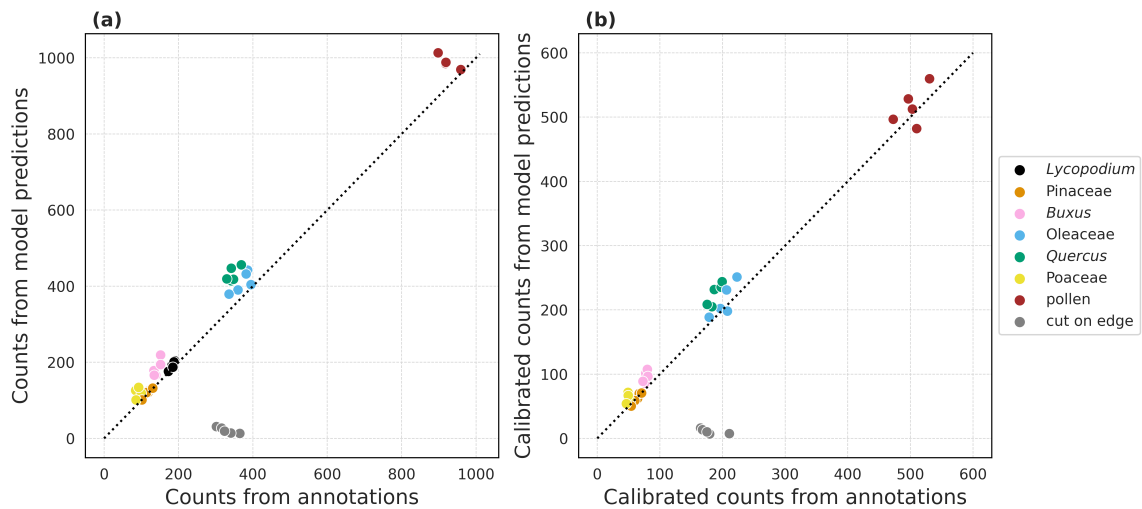 (a)
Counts from model predictions
1000
800
600
400
200
0
0 200 400 600 800 1000
Counts from annotations
(b)
Calibrated counts from model predictions
600
500
400
300
200
100
0
0 100 200 300 400 500 600
Calibrated counts from annotations
Lycopodium
Pinaceae
Buxus
Oleaceae
Quercus
Poaceae
pollen
cut on edge